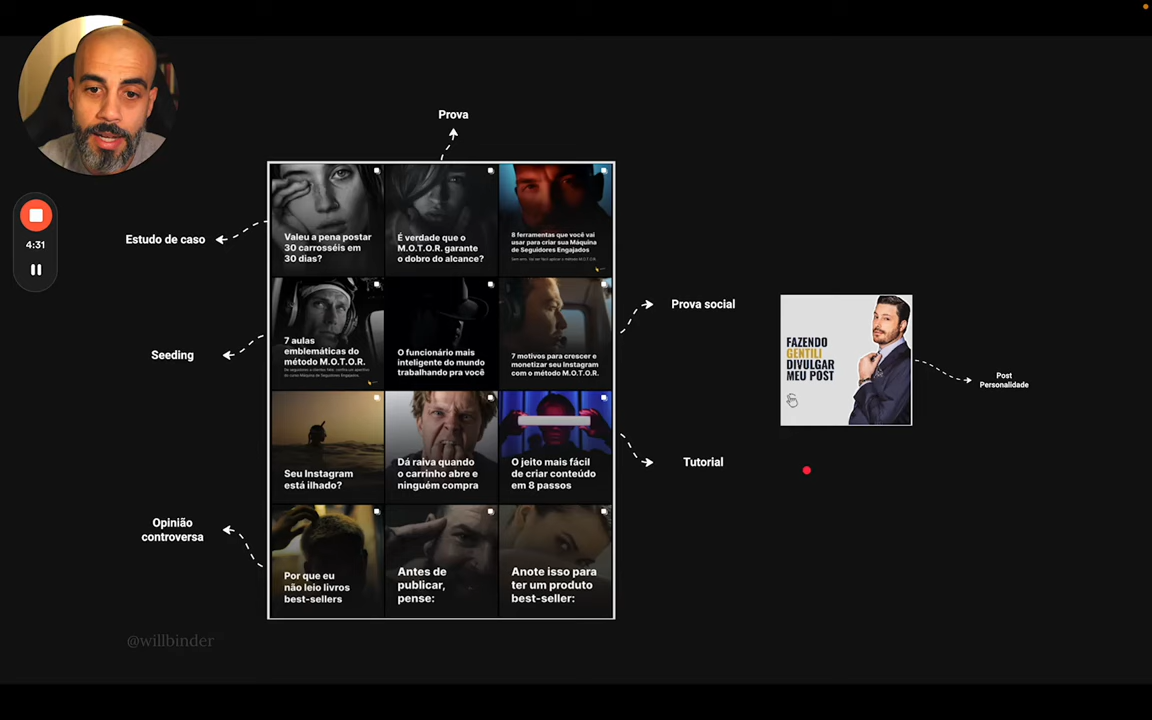 4:31
Prova
Estudo de caso
Valeu a pena postar
30 carrosséis em
30 dias?
É verdade que o
M.O.T.O.R. garante
o dobro do alcance?
8 ferramentas que você vai
usar para criar sua Máquina
de Seguidores Engajados
Seeding
7 aulas
emblemáticas do
método M.O.T.O.R.
O funcionário mais
inteligente do mundo
trabalhando pra você
7 motivos para crescer e
monetizar seu Instagram
com o método M.O.T.O.R.
Prova social
FAZENDO
GENTILI
DIVULGAR
MEU POST
Post
Personalidade
Seu Instagram
está ilhado?
Dá raiva quando
o carrinho abre e
ninguém compra
O jeito mais fácil
de criar conteúdo
em 8 passos
Tutorial
Opinião
controversa
Por que eu
não leio livros
best-sellers
Antes de
publicar,
pense:
Anote isso para
ter um produto
best-seller:
@willbinder